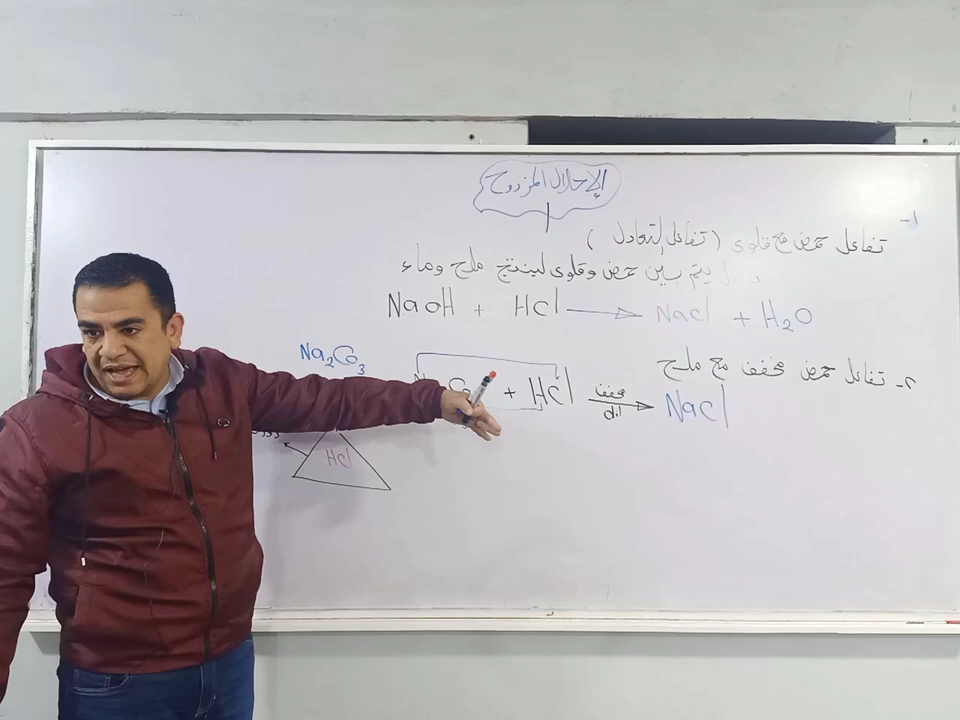 الإحلال المزدوج
١- تفاعل حمض مع قلوى (تفاعل التعادل)
يتم بين حمض وقلوى لينتج ملح وماء
NaOH + HCl → NaCl + H₂O
٢- تفاعل حمض مخفف مع ملح
Na₂Co₃
+ HCl مخفف dil → Nacl
HCl